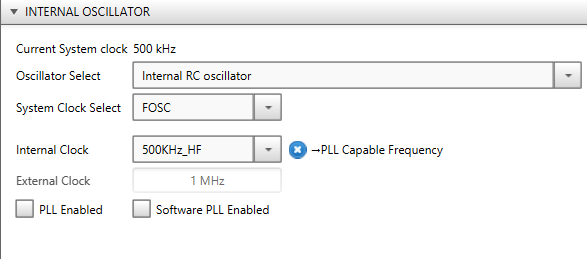 INTERNAL OSCILLATOR
Current System clock 500 kHz
Oscillator Select Internal RC oscillator
System Clock Select FOSC
Internal Clock 500KHz_HF →PLL Capable Frequency
External Clock 1 MHz
PLL Enabled Software PLL Enabled